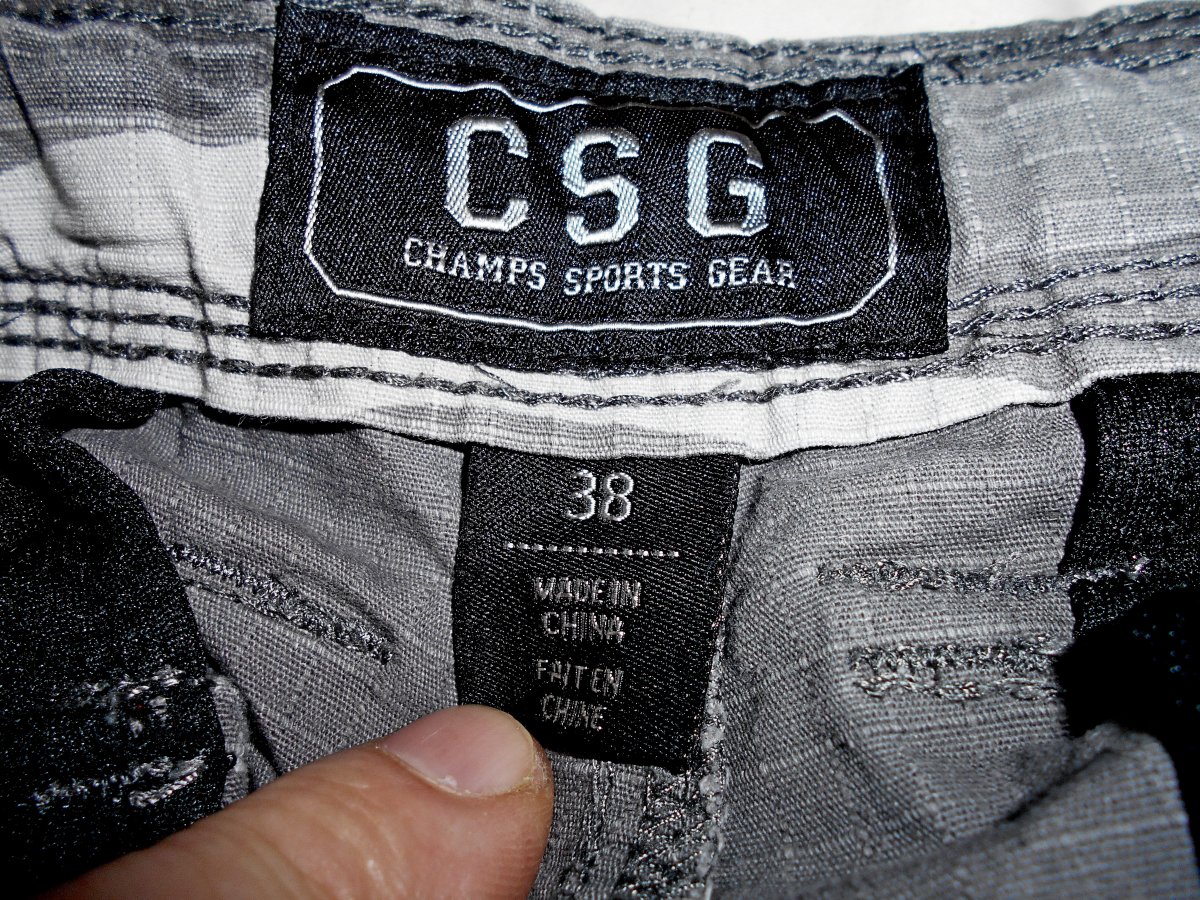 CSG
CHAMPS SPORTS GEAR
38
MADE IN
CHINA
FAIT EN
CHINE